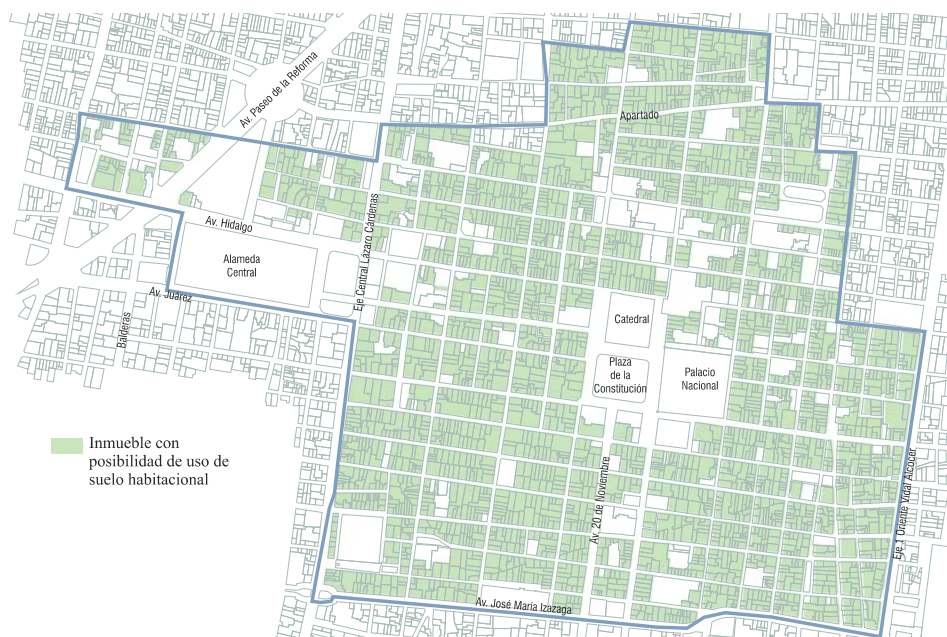 Av. Paseo de la Reforma
Apartado
Av. Hidalgo
Eje Central Lázaro Cárdenas
Alameda
Central
Av. Juárez
Balderas
Catedral
Plaza
de la
Constitución
Palacio
Nacional
Inmueble con
posibilidad de uso de
suelo habitacional
Av. 20 de Noviembre
Eje 1 Oriente Vidal Alcocer
Av. José María Izazaga